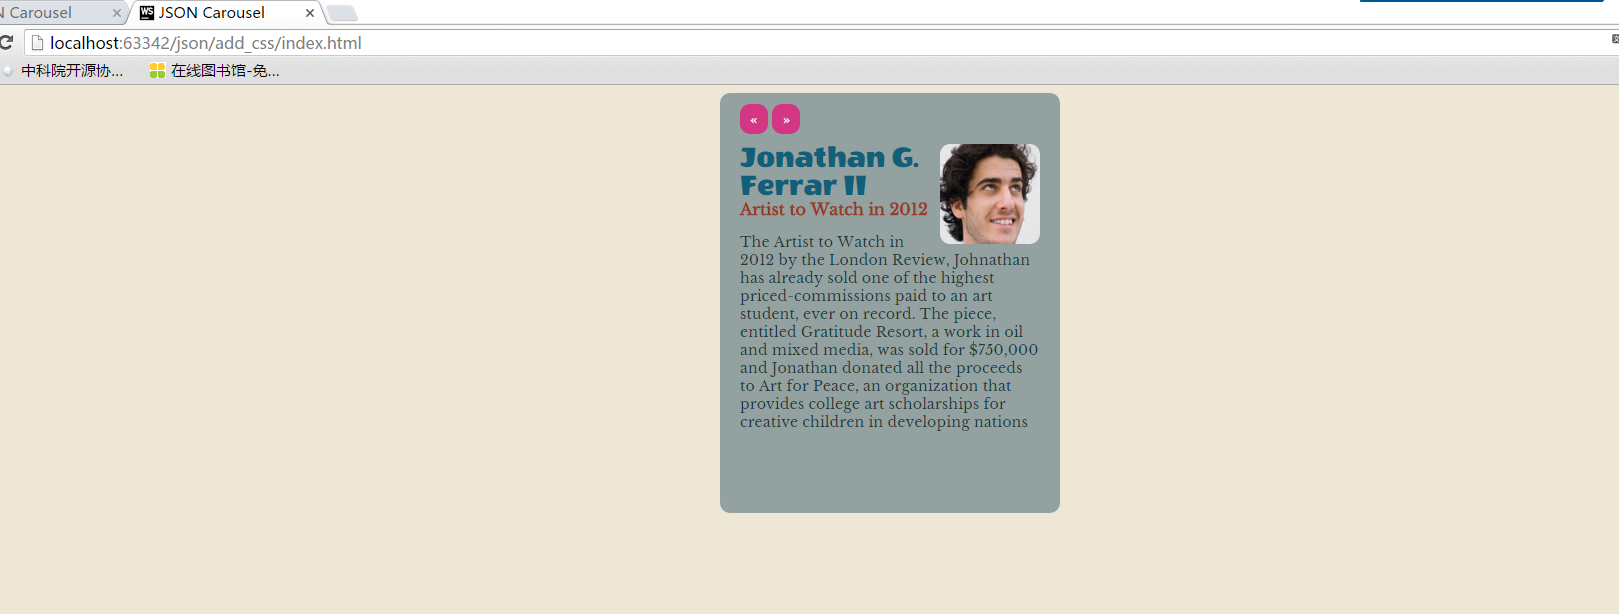 N Carousel
WS JSON Carousel
localhost:63342/json/add_css/index.html
中科院开源协...
在线图书馆-免...
« »
Jonathan G.
Ferrar II
Artist to Watch in 2012
The Artist to Watch in
2012 by the London Review, Johnathan
has already sold one of the highest
priced-commissions paid to an art
student, ever on record. The piece,
entitled Gratitude Resort, a work in oil
and mixed media, was sold for $750,000
and Jonathan donated all the proceeds
to Art for Peace, an organization that
provides college art scholarships for
creative children in developing nations